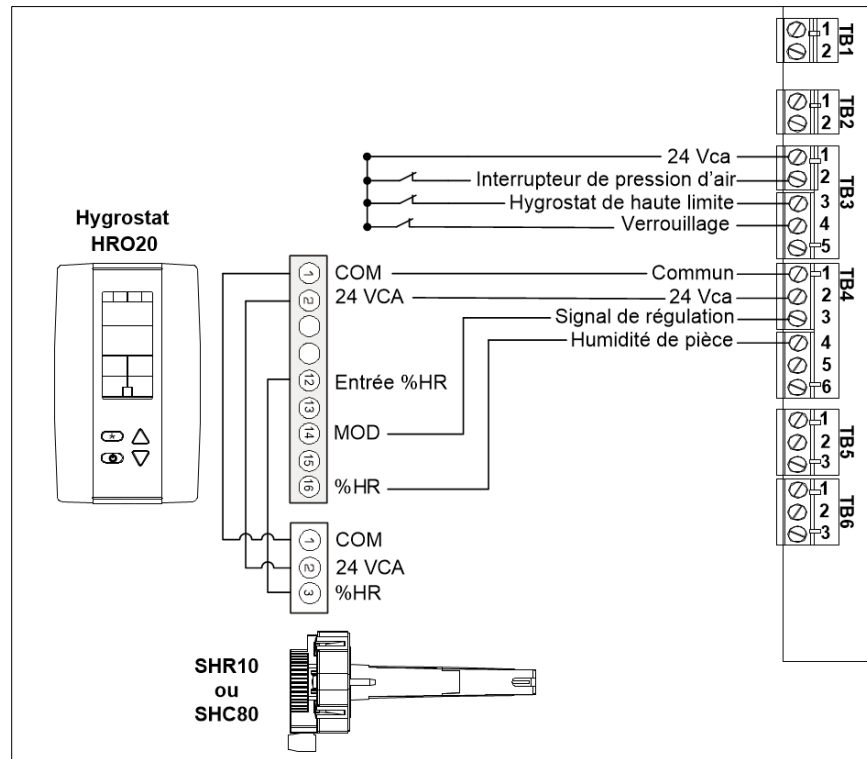 1
2
TB1
1
2
TB2
24 Vca
1
Interrupteur de pression d'air
2
Hygrostat de haute limite
3
Verrouillage
4
5
TB3
Hygrostat
HRO20
1
COM
Commun
1
2
24 VCA
24 Vca
2
Signal de régulation
3
Humidité de pièce
4
5
6
TB4
12
Entrée %HR
13
14
MOD
15
16
%HR
1
2
3
TB5
1
2
3
TB6
1
COM
2
24 VCA
3
%HR
SHR10
ou
SHC80